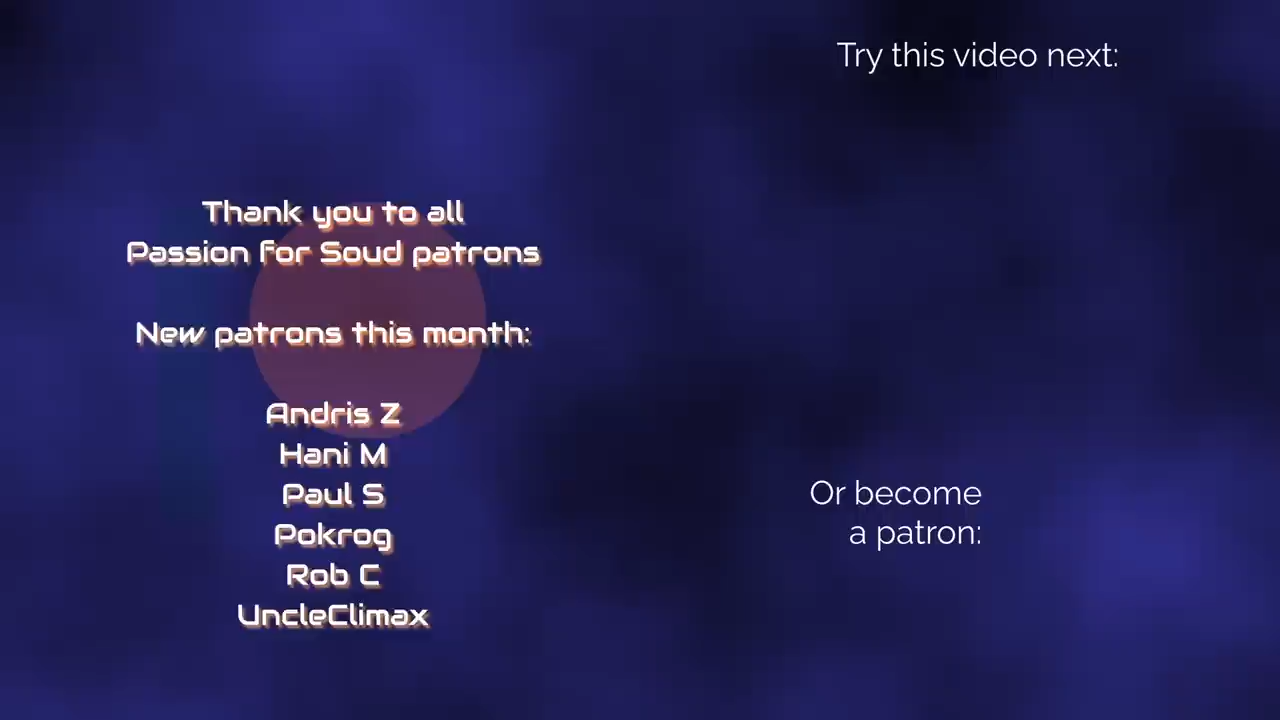 Thank you to all
Passion for Soud patrons
New patrons this month:
Andris Z
Hani M
Paul S
Pokrog
Rob C
UncleClimax
Try this video next:
Or become
a patron: